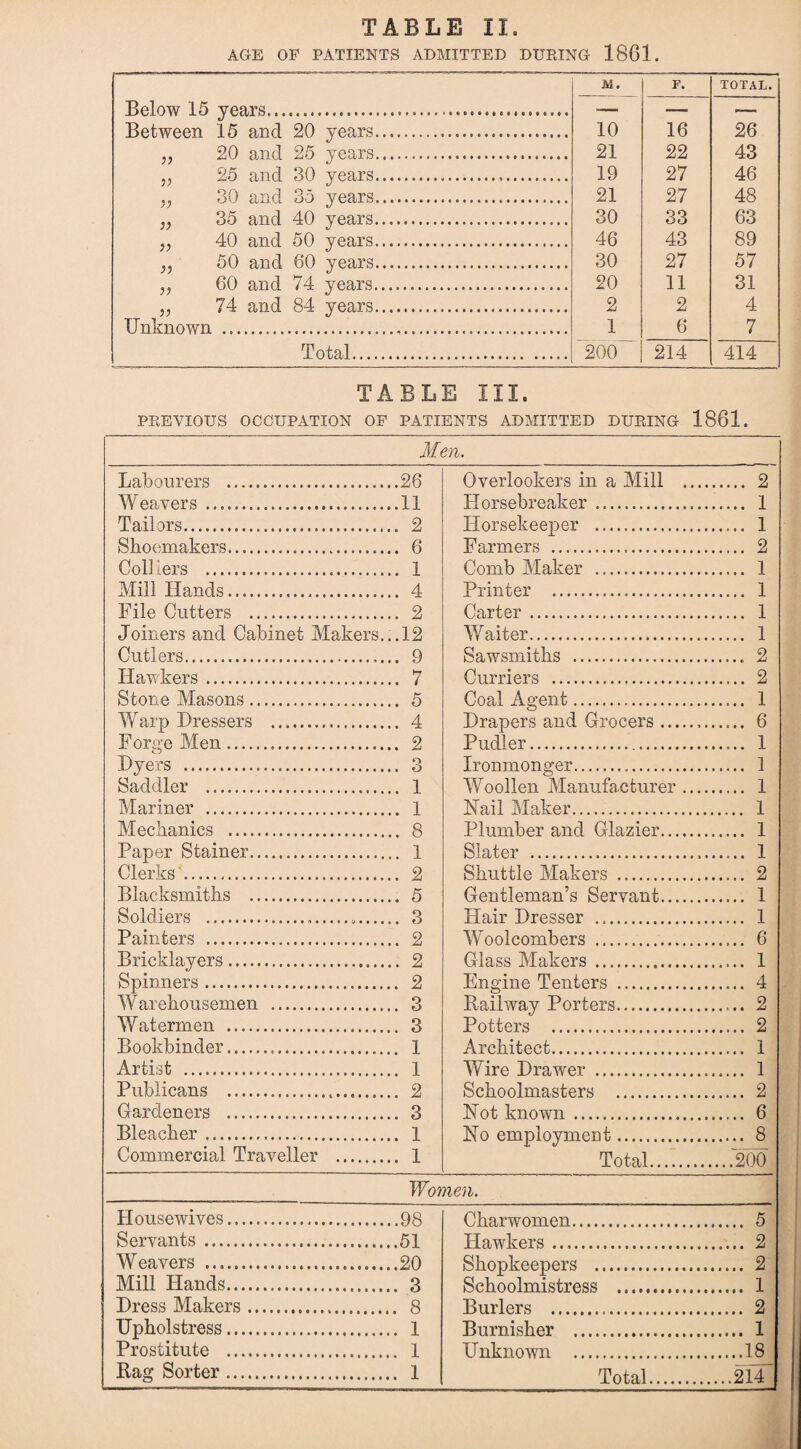 TABLE II.
AGE OF PATIENTS ADMITTED DURING 1861.
M. F. TOTAL.
Below 15 years.......... — — —
Between 15 and 20 years.......... 10 16 26
„ 20 and 25 years.......... 21 22 43
„ 25 and 30 years.......... 19 27 46
„ 30 and 35 years.......... 21 27 48
„ 35 and 40 years.......... 30 33 63
„ 40 and 50 years.......... 46 43 89
„ 50 and 60 years.......... 30 27 57
„ 60 and 74 years.......... 20 11 31
„ 74 and 84 years.......... 2 2 4
Unknown .......... 1 6 7
Total.......... 200 214 414
TABLE III.
PREVIOUS OCCUPATION OF PATIENTS ADMITTED DURING 1861.
Men.
Labourers ..........26
Weavers ..........11
Tailors.......... 2
Shoemakers.......... 6
Colliers .......... 1
Mill Hands.......... 4
File Cutters .......... 2
Joiners and Cabinet Makers...12
Cutlers.......... 9
Hawkers .......... 7
Stone Masons .......... 5
Warp Dressers .......... 4
Forge Men .......... 2
Dyers .......... 3
Saddler .......... 1
Mariner .......... 1
Mechanics .......... 8
Paper Stainer.......... 1
Clerks .......... 2
Blacksmiths .......... 5
Soldiers .......... 3
Painters .......... 2
Bricklayers .......... 2
Spinners .......... 2
Warehousemen .......... 3
Watermen .......... 3
Bookbinder.......... 1
Artist .......... 1
Publicans .......... 2
Gardeners .......... 3
Bleacher .......... 1
Commercial Traveller .......... 1
Overlookers in a Mill .......... 2
Horsebreaker .......... 1
Horsekeeper .......... 1
Farmers .......... 2
Comb Maker .......... 1
Printer .......... 1
Carter .......... 1
Waiter.......... 1
Sawsmiths .......... 2
Curriers .......... 2
Coal Agent .......... 1
Drapers and Grocers .......... 6
Pudler.......... 1
Ironmonger.......... 1
Woollen Manufacturer .......... 1
Nail Maker.......... 1
Plumber and Glazier.......... 1
Slater .......... 1
Shuttle Makers .......... 2
Gentleman's Servant.......... 1
Hair Dresser .......... 1
Woolcombers .......... 6
Glass Makers .......... 1
Engine Tenters .......... 4
Railway Porters.......... 2
Potters .......... 2
Architect.......... 1
Wire Drawer .......... 1
Schoolmasters .......... 2
Not known .......... 6
No employment .......... 8
Total..........200
Women.
Housewives..........98
Servants ..........51
Weavers ..........20
Mill Hands.......... 3
Dress Makers .......... 8
Upholstress.......... 1
Prostitute .......... 1
Rag Sorter .......... 1
Charwomen.......... 5
Hawkers .......... 2
Shopkeepers .......... 2
Schoolmistress .......... 1
Burlers .......... 2
Burnisher .......... 1
Unknown ..........18
Total..........214